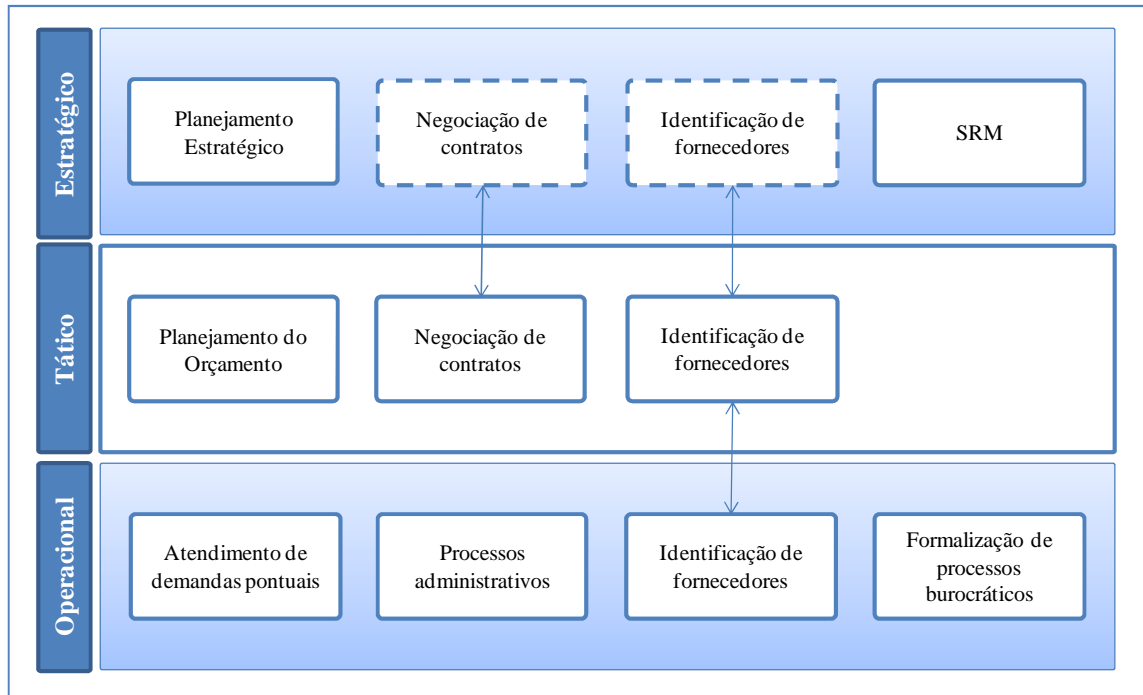 Estratégico
Planejamento
Estratégico
Negociação de
contratos
Identificação de
fornecedores
SRM
Tático
Planejamento do
Orçamento
Negociação de
contratos
Identificação de
fornecedores
Operacional
Atendimento de
demandas pontuais
Processos
administrativos
Identificação de
fornecedores
Formalização de
processos
burocráticos